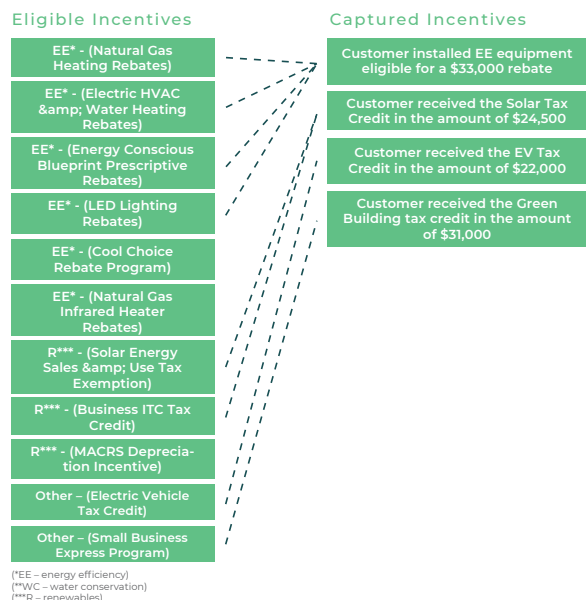 Eligible Incentives
EE* - (Natural Gas
Heating Rebates)
EE* - (Electric HVAC
&amp; Water Heating
Rebates)
EE* - (Energy Conscious
Blueprint Prescriptive
Rebates)
EE* - (LED Lighting
Rebates)
EE* - (Cool Choice
Rebate Program)
EE* - (Natural Gas
Infrared Heater
Rebates)
R*** - (Solar Energy
Sales &amp; Use Tax
Exemption)
R*** - (Business ITC Tax
Credit)
R*** - (MACRS Deprecia-
tion Incentive)
Other – (Electric Vehicle
Tax Credit)
Other – (Small Business
Express Program)
(*EE – energy efficiency)
(**WC – water conservation)
(***R – renewables)
Captured Incentives
Customer installed EE equipment
eligible for a $33,000 rebate
Customer received the Solar Tax
Credit in the amount of $24,500
Customer received the EV Tax
Credit in the amount of $22,000
Customer received the Green
Building tax credit in the amount
of $31,000